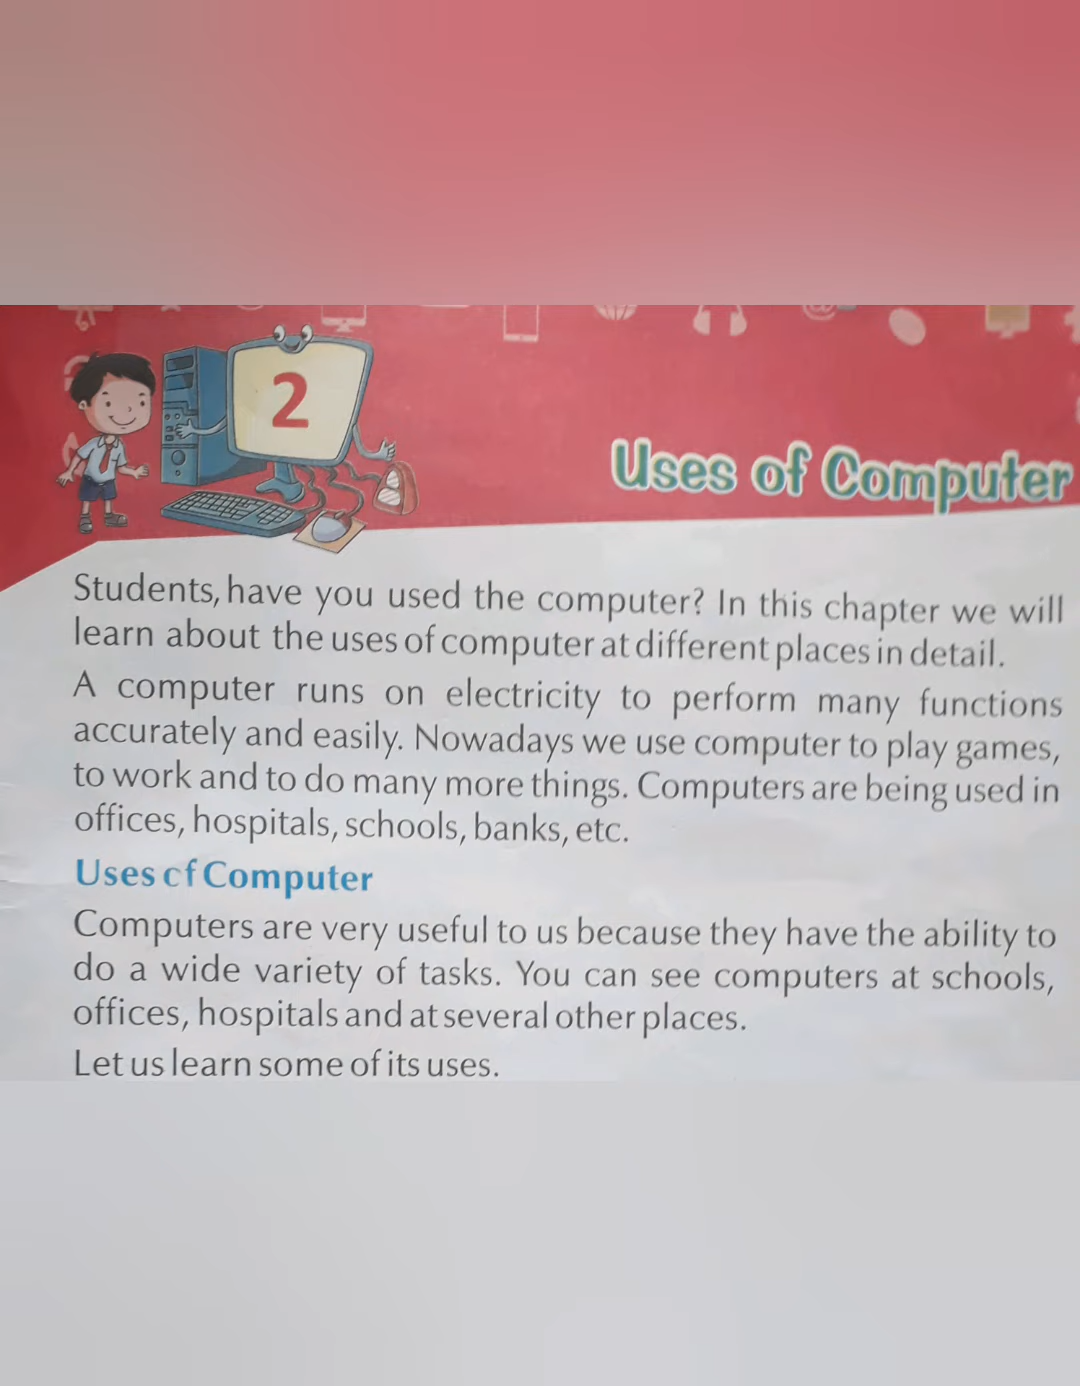 2
Uses of Computer
Students, have you used the computer? In this chapter we will
learn about the uses of computer at different places in detail.
A computer runs on electricity to perform many functions
accurately and easily. Nowadays we use computer to play games,
to work and to do many more things. Computers are being used in
offices, hospitals, schools, banks, etc.
Uses of Computer
Computers are very useful to us because they have the ability to
do a wide variety of tasks. You can see computers at schools,
offices, hospitals and at several other places.
Let us learn some of its uses.